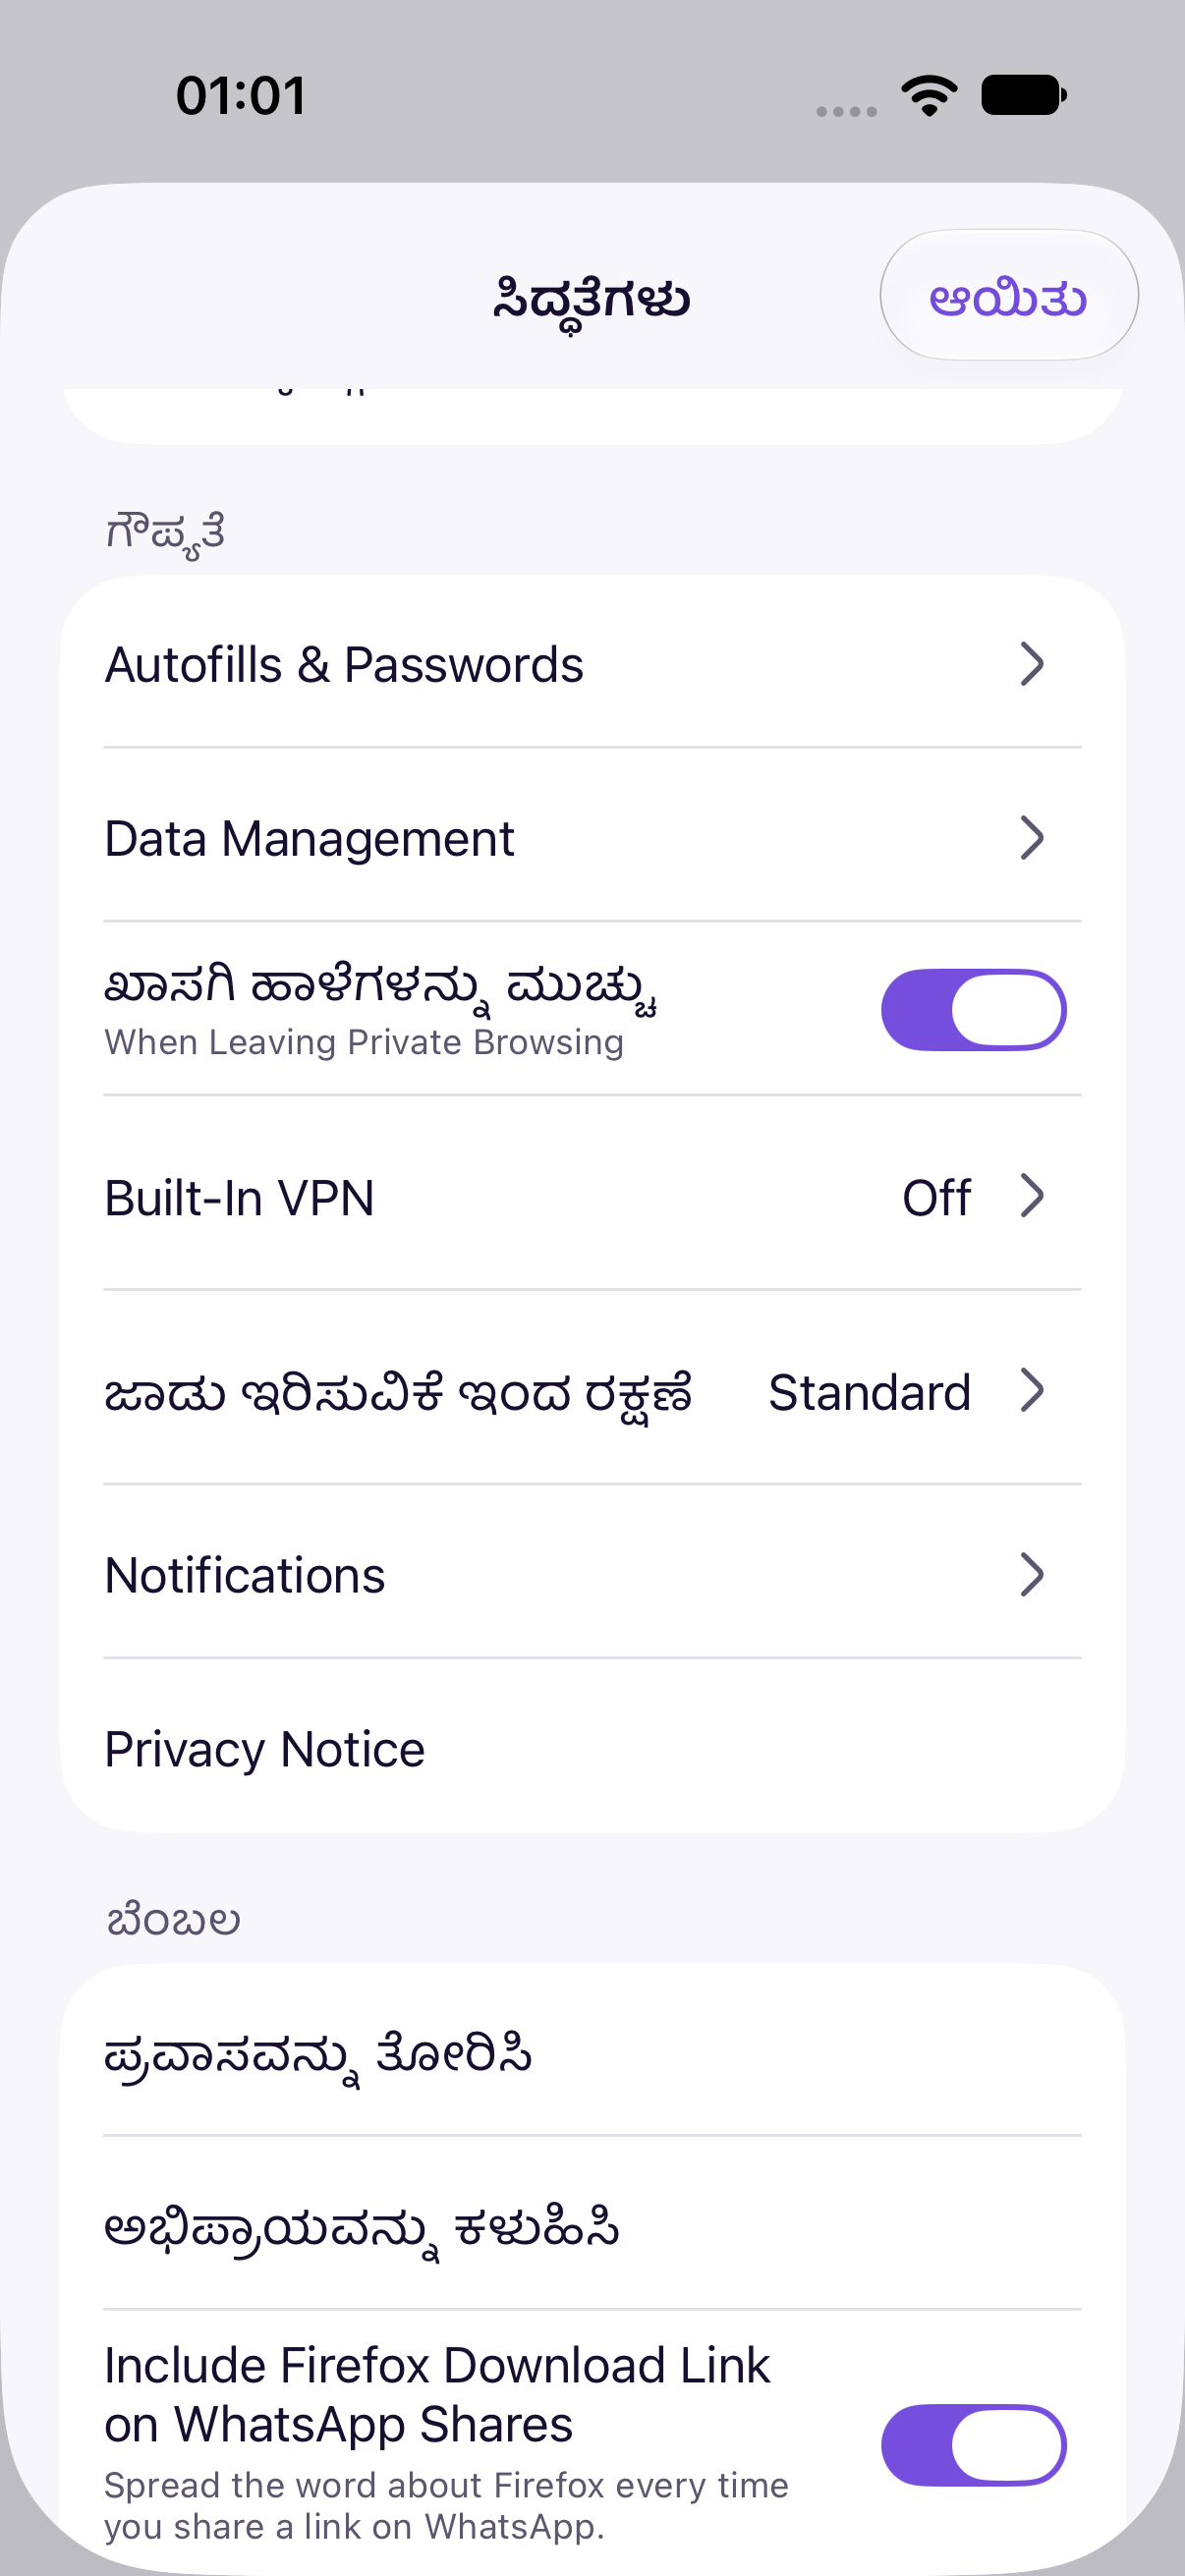 01:01
ಸಿದ್ಧತೆಗಳು
ಆಯಿತು
ಗೌಪ್ಯತೆ
Autofills & Passwords
Data Management
ಖಾಸಗಿ ಹಾಳೆಗಳನ್ನು ಮುಚ್ಚು
When Leaving Private Browsing
Built-In VPN Off
ಜಾಡು ಇರಿಸುವಿಕೆ ಇಂದ ರಕ್ಷಣೆ Standard
Notifications
Privacy Notice
ಬೆಂಬಲ
ಪ್ರವಾಸವನ್ನು ತೋರಿಸಿ
ಅಭಿಪ್ರಾಯವನ್ನು ಕಳುಹಿಸಿ
Include Firefox Download Link
on WhatsApp Shares
Spread the word about Firefox every time
you share a link on WhatsApp.